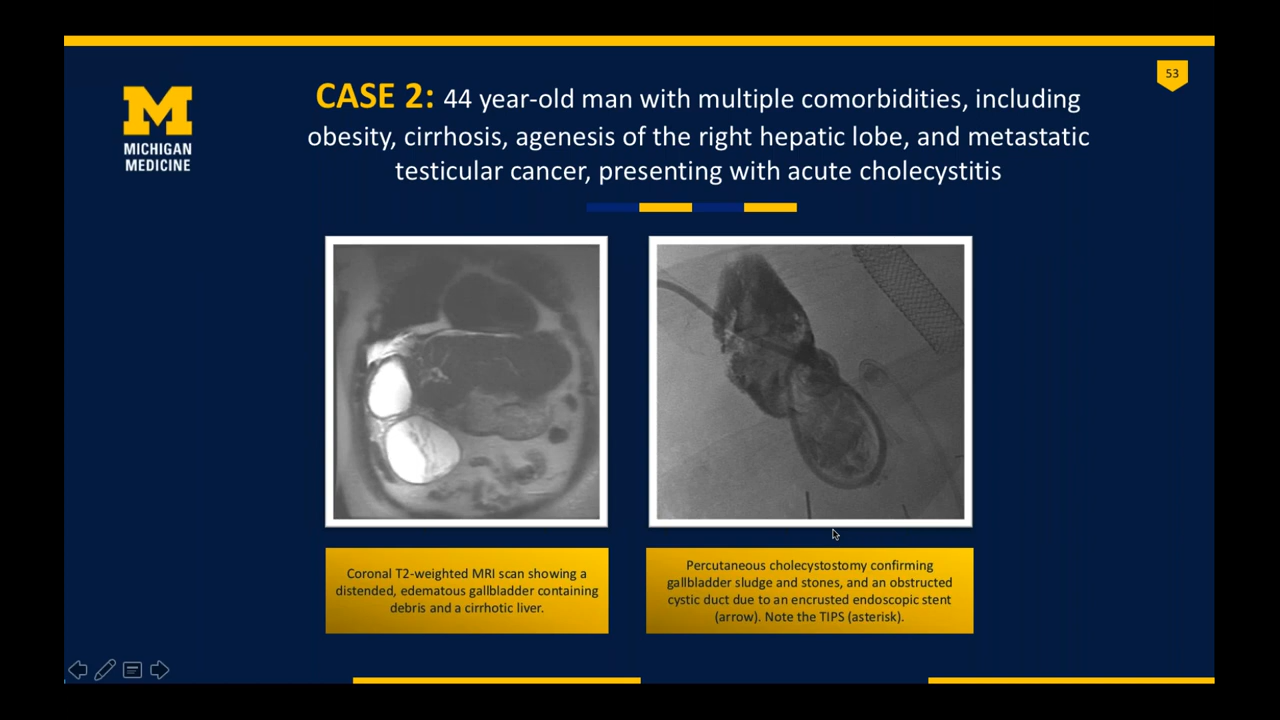 53
CASE 2: 44 year-old man with multiple comorbidities, including
obesity, cirrhosis, agenesis of the right hepatic lobe, and metastatic
testicular cancer, presenting with acute cholecystitis
M
MICHIGAN
MEDICINE
Coronal T2-weighted MRI scan showing a
distended, edematous gallbladder containing
debris and a cirrhotic liver.
Percutaneous cholecystostomy confirming
gallbladder sludge and stones, and an obstructed
cystic duct due to an encrusted endoscopic stent
(arrow). Note the TIPS (asterisk).